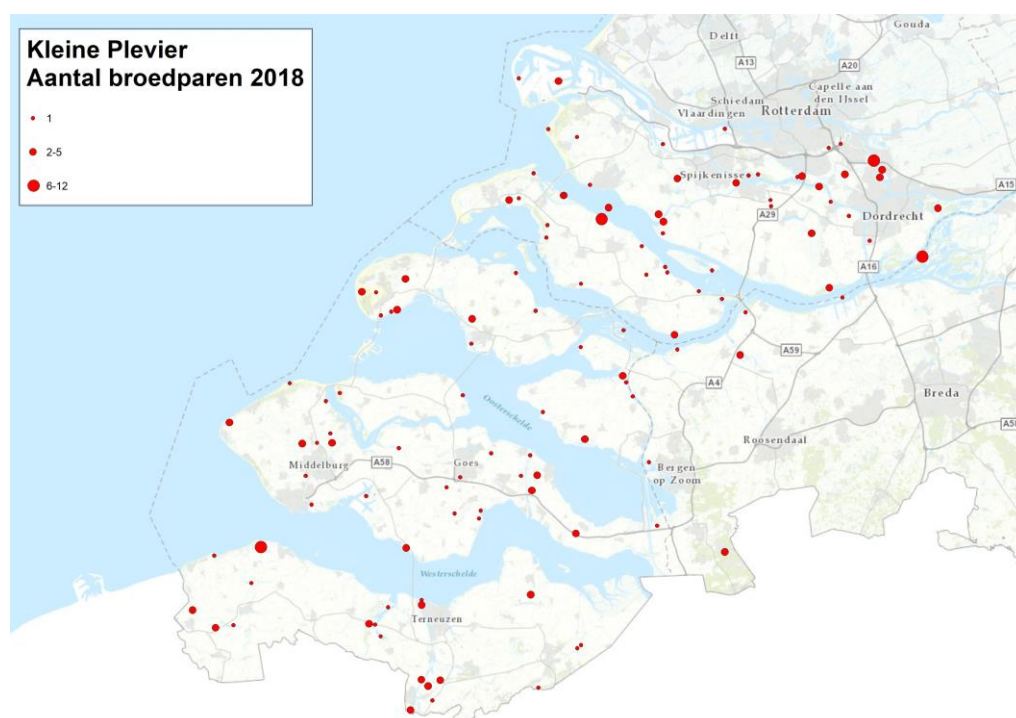 Kleine Plevier
Aantal broedparen 2018
1
2-5
6-12
Gouda
Delft
A13
A20
Capelle aan
den IJssel
Schiedam
Vlaardingen
Rotterdam
Spijkenisse
A15
A29
Dordrecht
A16
A59
A4
Breda
Oosterschelde
Roosendaal
A58
Middelburg
A58
Goes
Bergen
op Zoom
Westerschelde
Terneuzen